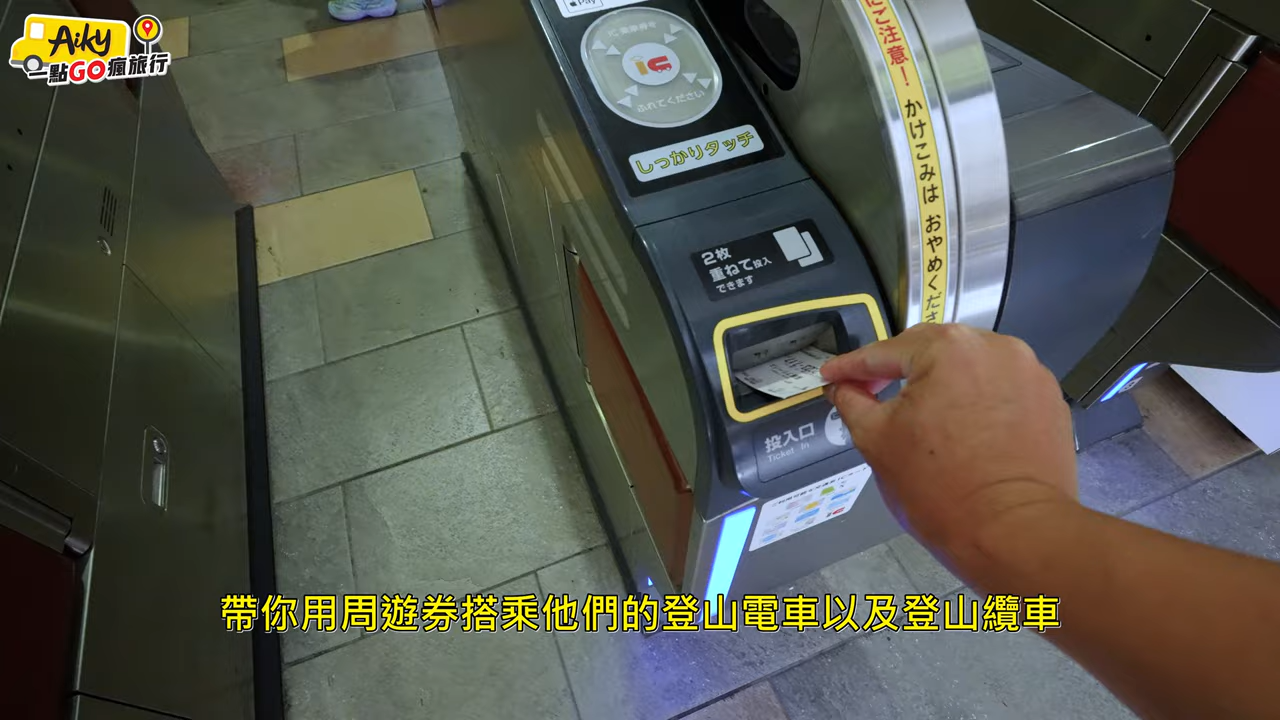 Aiky
一點GO瘋旅行
Pay
IC
ふれてください
しっかりタッチ
にご注意! かけこみは おやめくださ
2枚
重ねて投入
できます
投入口
Ticket In
帶你用周遊券搭乘他們的登山電車以及登山纜車